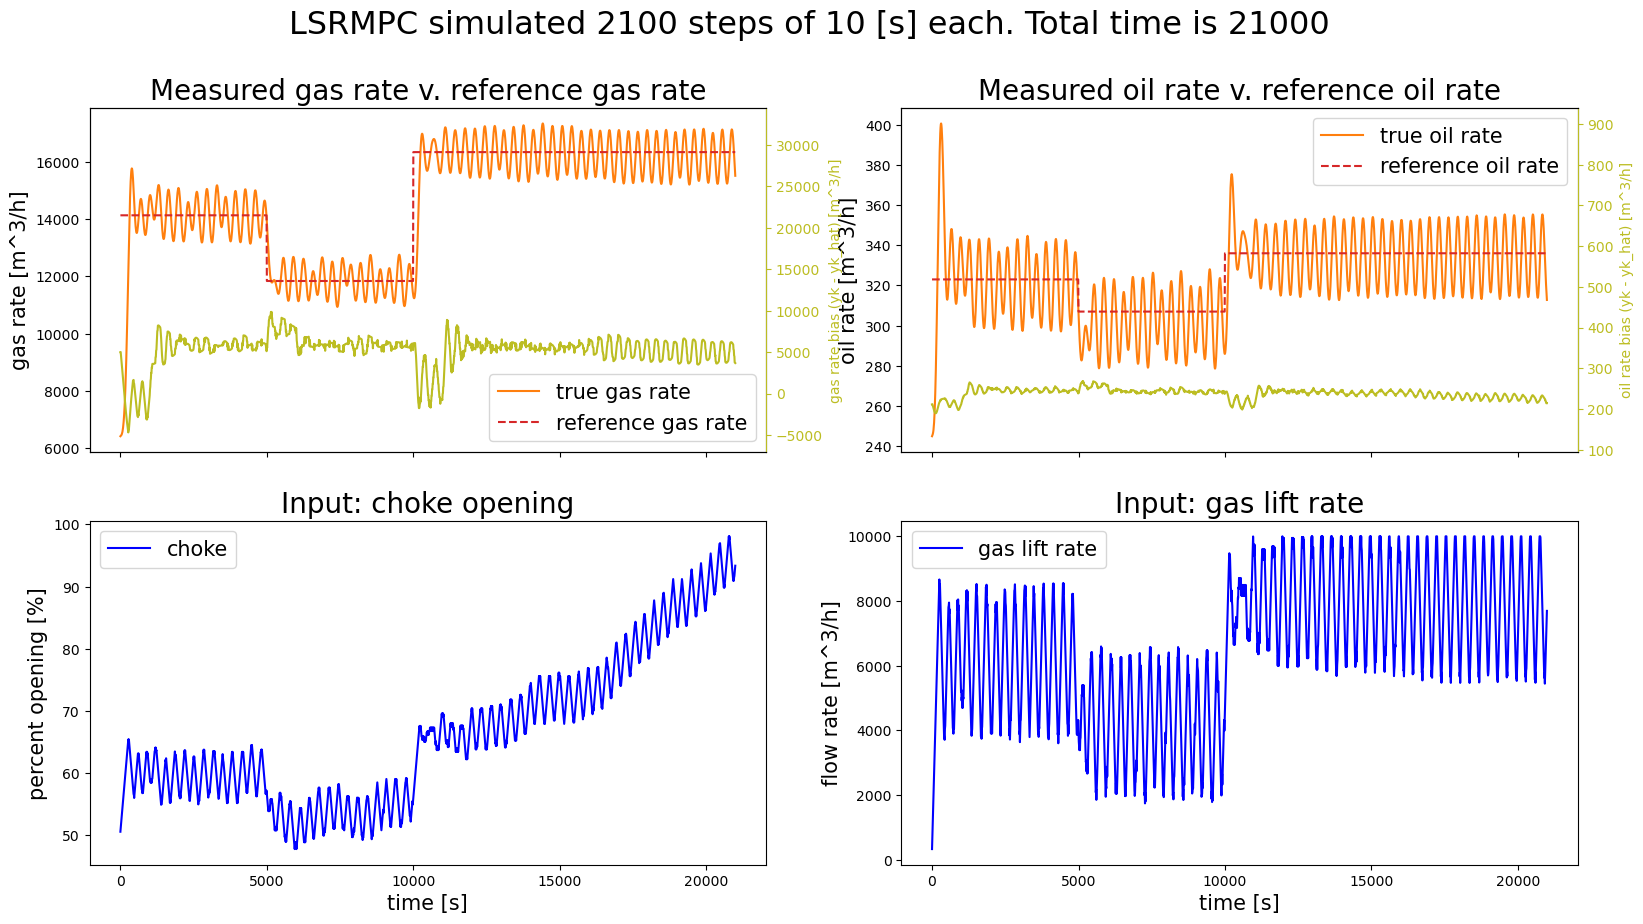 LSRMPC simulated 2100 steps of 10 [s] each. Total time is 21000
Measured gas rate v. reference gas rate
gas rate [m^3/h]
16000
14000
12000
10000
8000
6000
30000
25000
20000
15000
10000
5000
0
−5000
gas rate bias (yk - yk_hat) [m^3/h]
true gas rate
reference gas rate
Measured oil rate v. reference oil rate
oil rate [m^3/h]
400
380
360
340
320
300
280
260
240
900
800
700
600
500
400
300
200
100
oil rate bias (yk - yk_hat) [m^3/h]
true oil rate
reference oil rate
Input: choke opening
percent opening [%]
100
90
80
70
60
50
choke
0
5000
10000
15000
20000
time [s]
Input: gas lift rate
flow rate [m^3/h]
10000
8000
6000
4000
2000
0
gas lift rate
0
5000
10000
15000
20000
time [s]